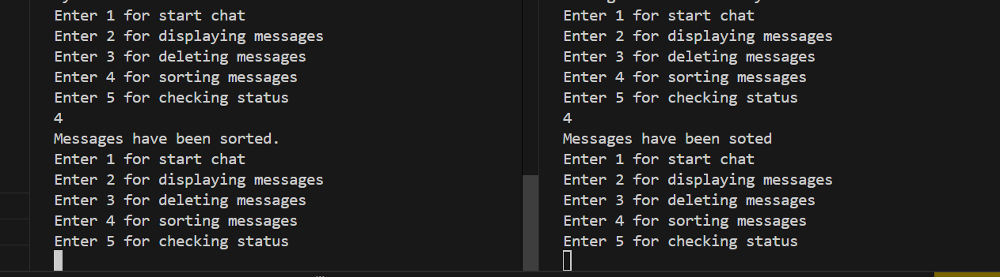 Enter 1 for start chat
Enter 2 for displaying messages
Enter 3 for deleting messages
Enter 4 for sorting messages
Enter 5 for checking status
4
Messages have been sorted.
Enter 1 for start chat
Enter 2 for displaying messages
Enter 3 for deleting messages
Enter 4 for sorting messages
Enter 5 for checking status
Enter 1 for start chat
Enter 2 for displaying messages
Enter 3 for deleting messages
Enter 4 for sorting messages
Enter 5 for checking status
4
Messages have been soted
Enter 1 for start chat
Enter 2 for displaying messages
Enter 3 for deleting messages
Enter 4 for sorting messages
Enter 5 for checking status